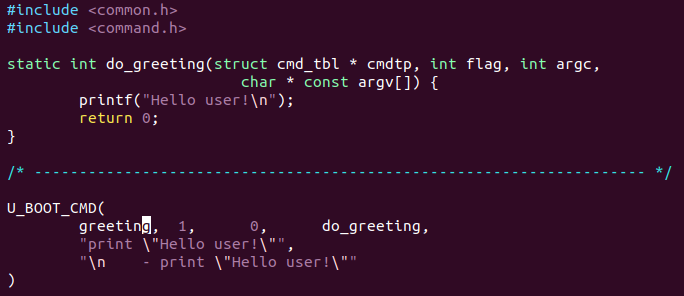 #include <common.h>
#include <command.h>

static int do_greeting(struct cmd_tbl * cmdtp, int flag, int argc,
                          char * const argv[]) {
        printf("Hello user!\n");
        return 0;
}

/* -------------------------------------------------------------------- */

U_BOOT_CMD(
        greeting,  1,      0,      do_greeting,
        "print \"Hello user!\"",
        "\n    - print \"Hello user!\""
)